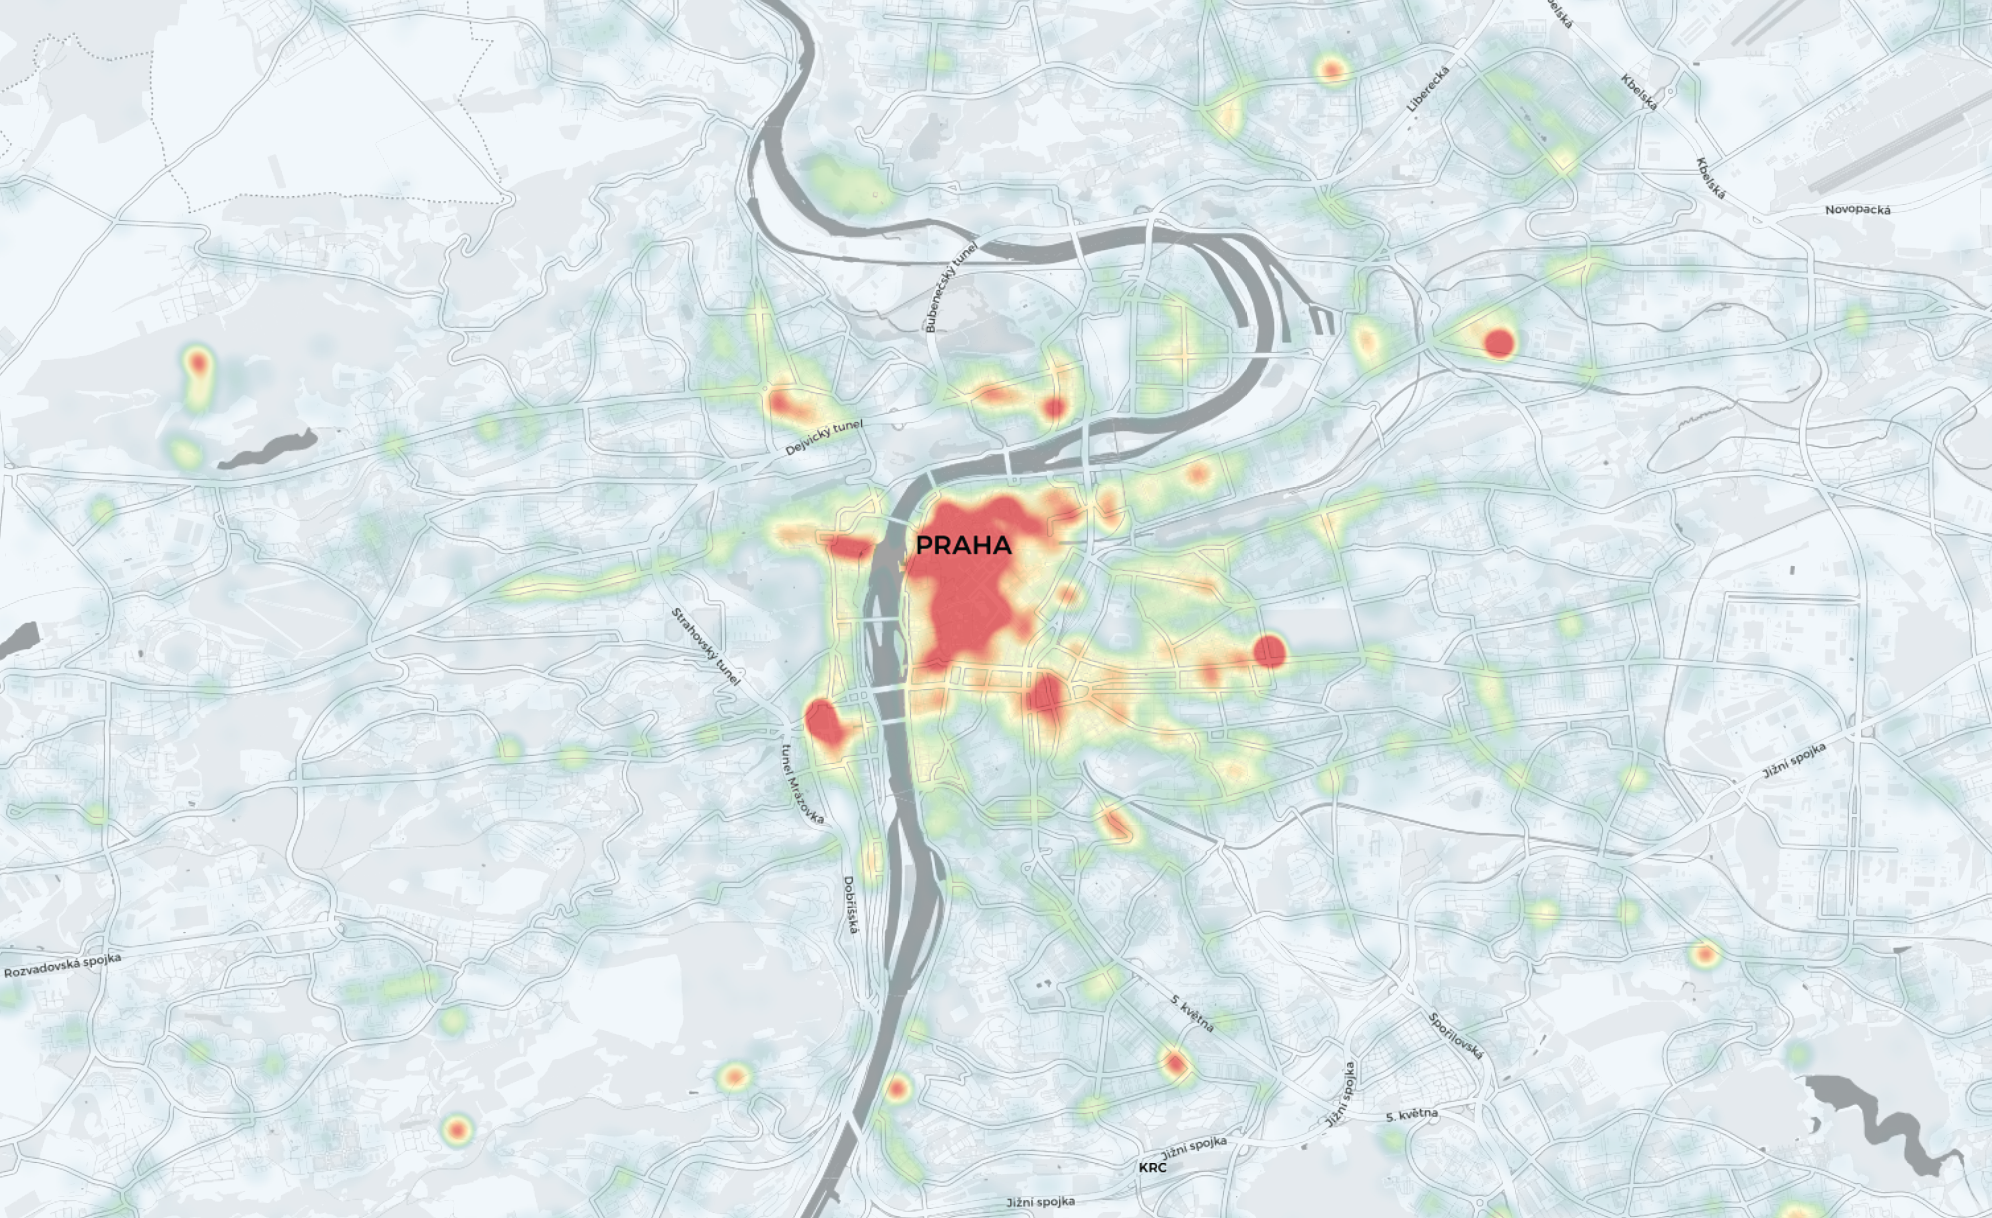 belská
Liberecká
Kbelská
Kbelská
Novopacká
Bubenečský tunel
Dejvický tunel
PRAHA
Strahovský tunel
tunel Mrázovka
Jižní spojka
Dobříšská
Rozvadovská spojka
5. května
Spořilovská
Jižní spojka
5. května
Jižní spojka
KRC
Jižní spojka